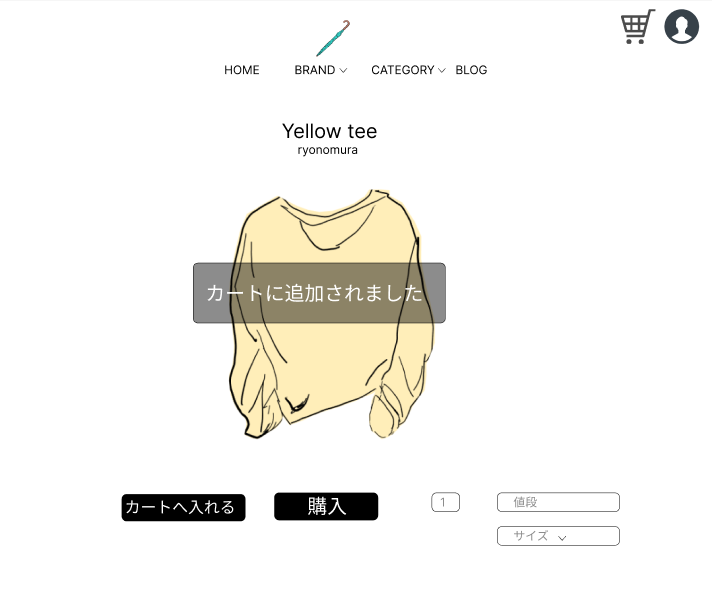 HOME BRAND CATEGORY BLOG
Yellow tee
ryonomura
カートに追加されました
カートへ入れる 購入 1 値段
サイズ